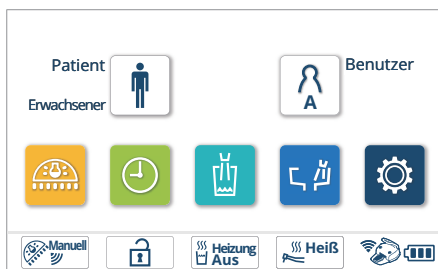 Patient
Erwachsener
A
Benutzer
Manuell
Heizung
Aus
Heiß